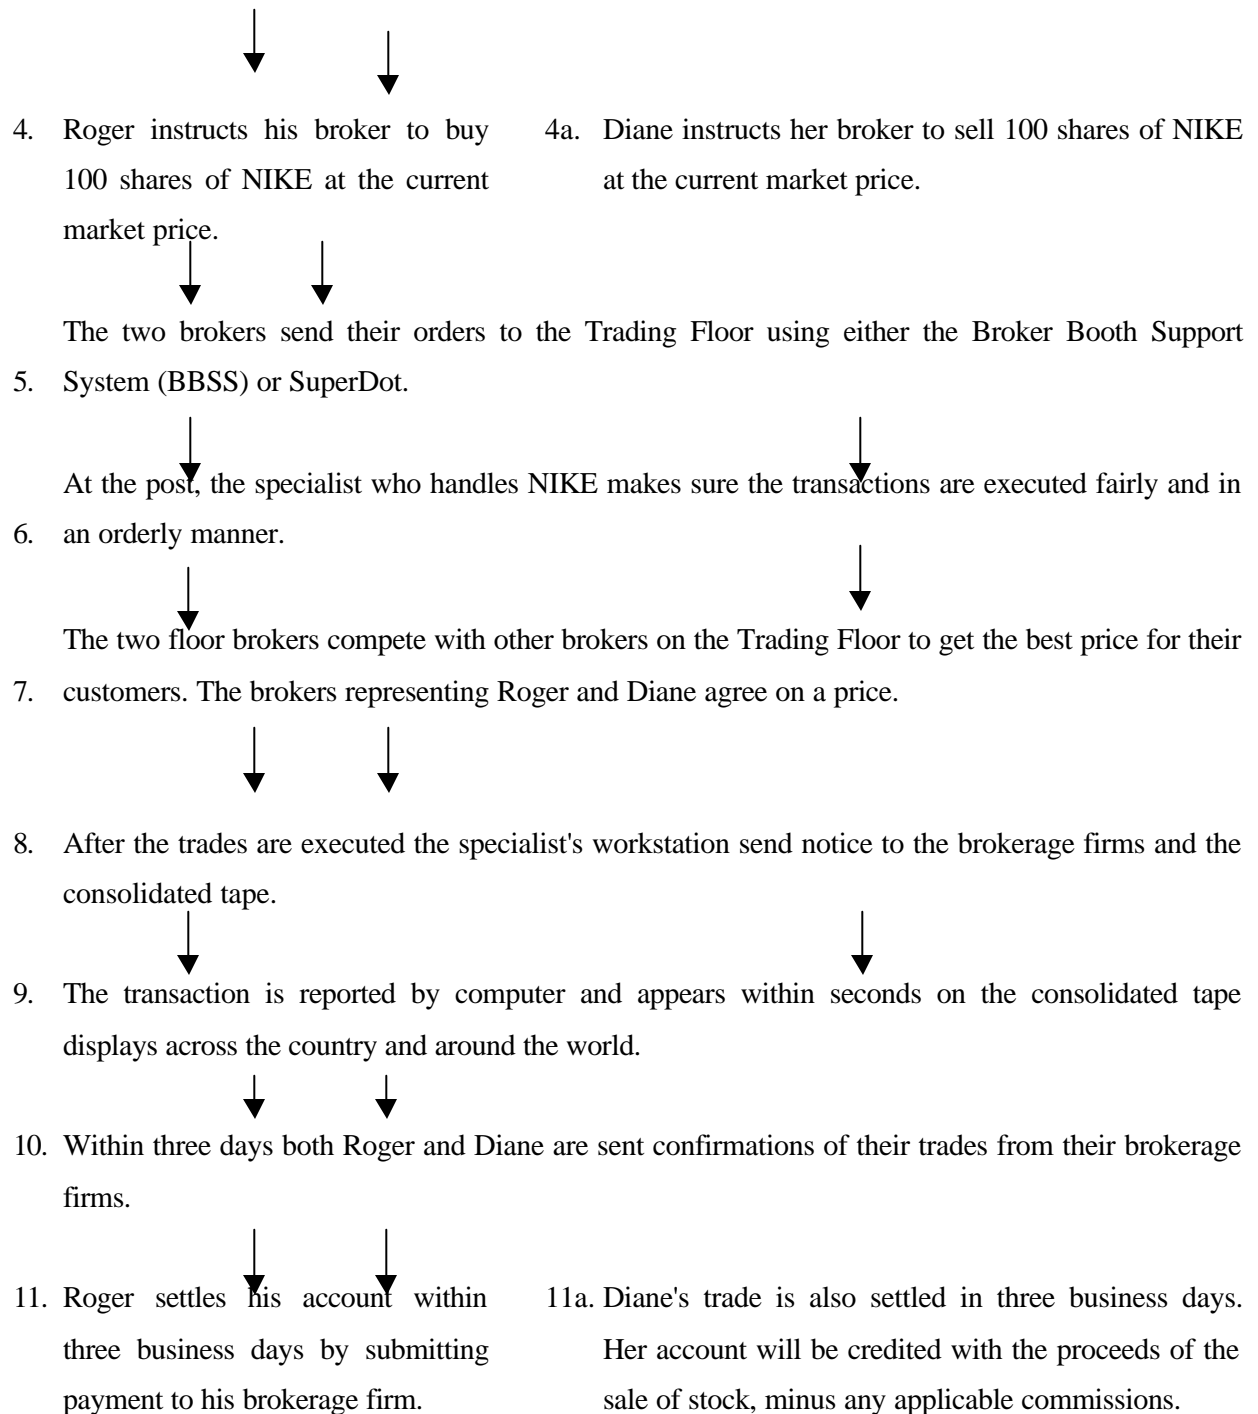 4. Roger instructs his broker to buy
100 shares of NIKE at the current
market price.
4a. Diane instructs her broker to sell 100 shares of NIKE
at the current market price.
The two brokers send their orders to the Trading Floor using either the Broker Booth Support
5. System (BBSS) or SuperDot.
At the post, the specialist who handles NIKE makes sure the transactions are executed fairly and in
6. an orderly manner.
The two floor brokers compete with other brokers on the Trading Floor to get the best price for their
7. customers. The brokers representing Roger and Diane agree on a price.
8. After the trades are executed the specialist's workstation send notice to the brokerage firms and the
consolidated tape.
9. The transaction is reported by computer and appears within seconds on the consolidated tape
displays across the country and around the world.
10. Within three days both Roger and Diane are sent confirmations of their trades from their brokerage
firms.
11. Roger settles his account within
three business days by submitting
payment to his brokerage firm.
11a. Diane's trade is also settled in three business days.
Her account will be credited with the proceeds of the
sale of stock, minus any applicable commissions.